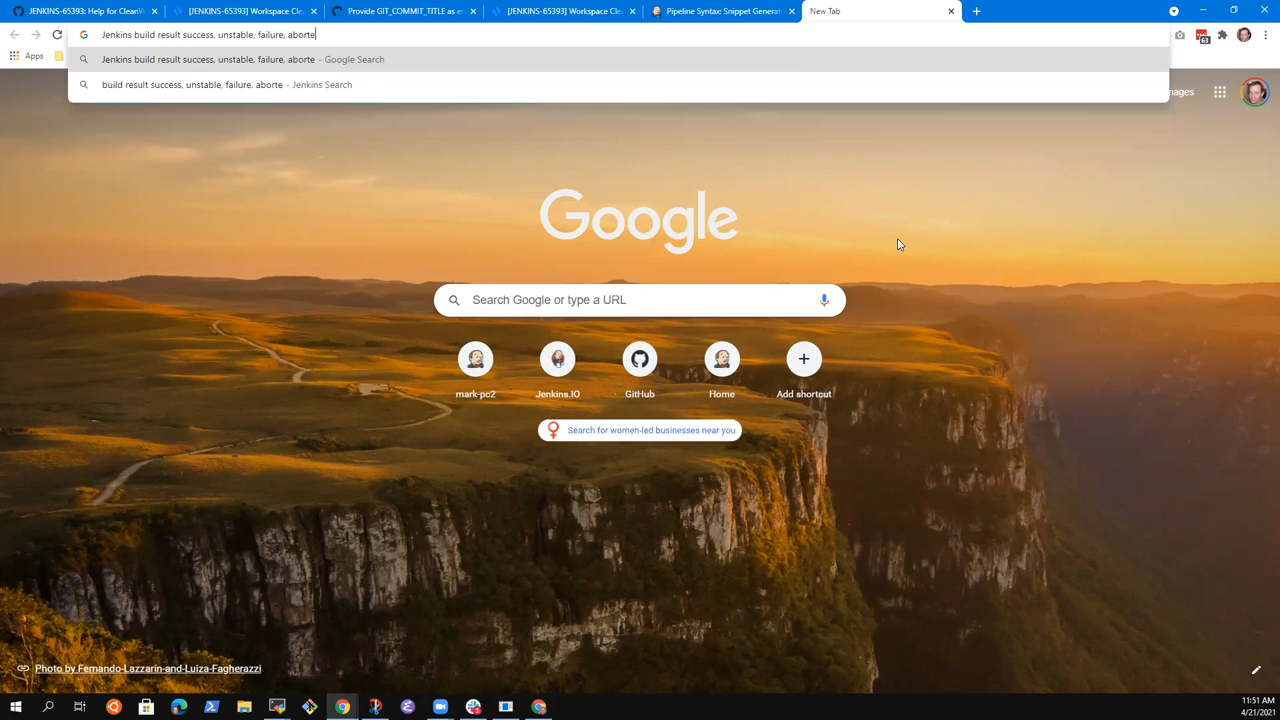 JENKINS-65393: Help for CleanW
[JENKINS-65393] Workspace Cle
Provide GIT_COMMIT_TITLE as e
[JENKINS-65393] Workspace Cle
Pipeline Syntax: Snippet Generat
New Tab
Jenkins build result success, unstable, failure, aborte
63
Apps
Jenkins build result success, unstable, failure, aborte - Google Search
build result success, unstable, failure, aborte - Jenkins Search
mages
Google
Search Google or type a URL
mark-pc2
Jenkins.IO
GitHub
Home
Add shortcut
Search for women-led businesses near you
Photo by Fernando-Lazzarin-and-Luiza-Fagherazzi
11:51 AM
4/21/2021